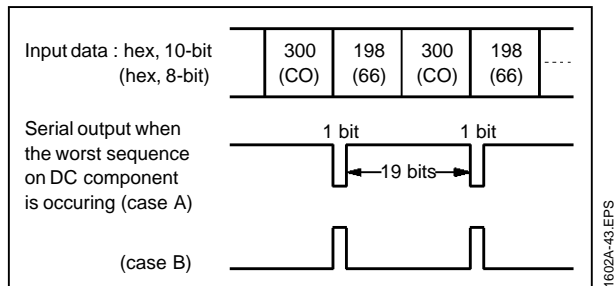 Input data : hex, 10-bit
(hex, 8-bit)
300 198 300 198
(CO) (66) (CO) (66)
Serial output when
the worst sequence
on DC component
is occuring (case A)
1 bit 1 bit
19 bits
(case B)
1602A-43.EPS